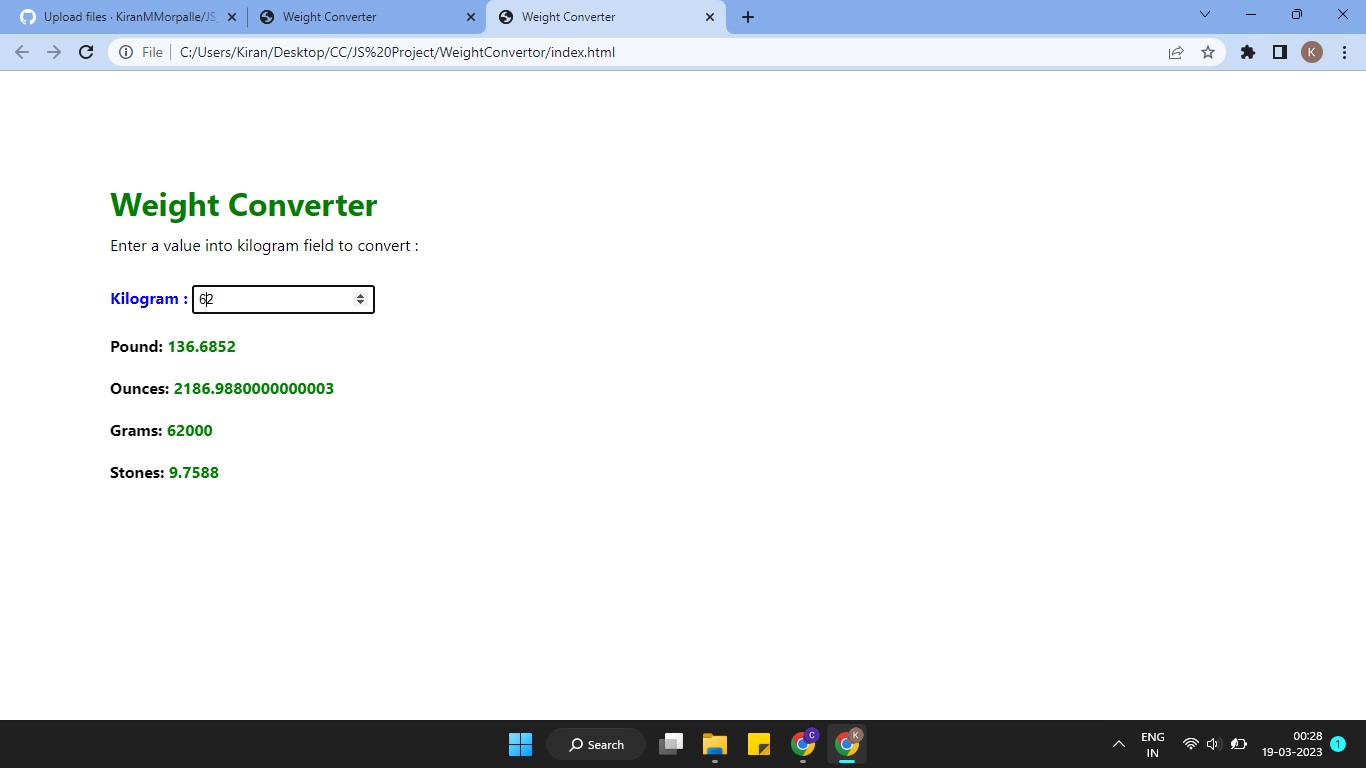 Upload files · KiranMMorpalle/JS_
Weight Converter
Weight Converter
File
C:/Users/Kiran/Desktop/CC/JS%20Project/WeightConvertor/index.html
K
Weight Converter
Enter a value into kilogram field to convert :
Kilogram : 62
Pound: 136.6852
Ounces: 2186.9880000000003
Grams: 62000
Stones: 9.7588
Search
C
K
ENG
IN
00:28
19-03-2023
1